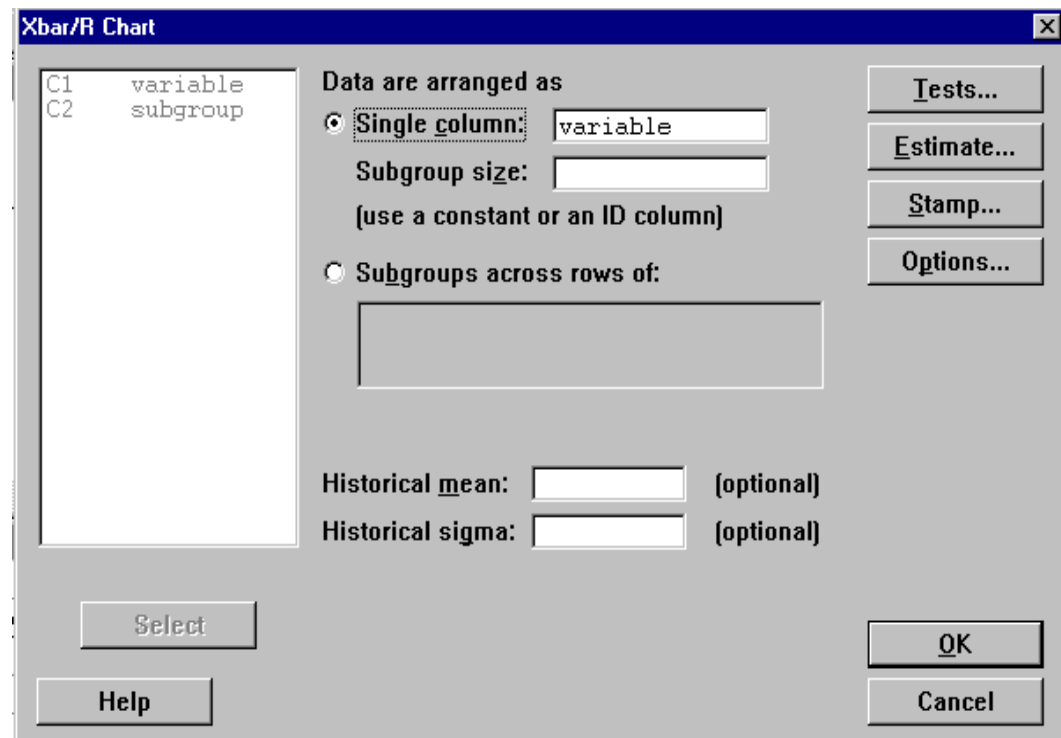 Xbar/R Chart
C1 variable
C2 subgroup
Data are arranged as
Single column: variable
Subgroup size:
(use a constant or an ID column)
Subgroups across rows of:
Historical mean: (optional)
Historical sigma: (optional)
Tests...
Estimate...
Stamp...
Options...
Select
Help
OK
Cancel